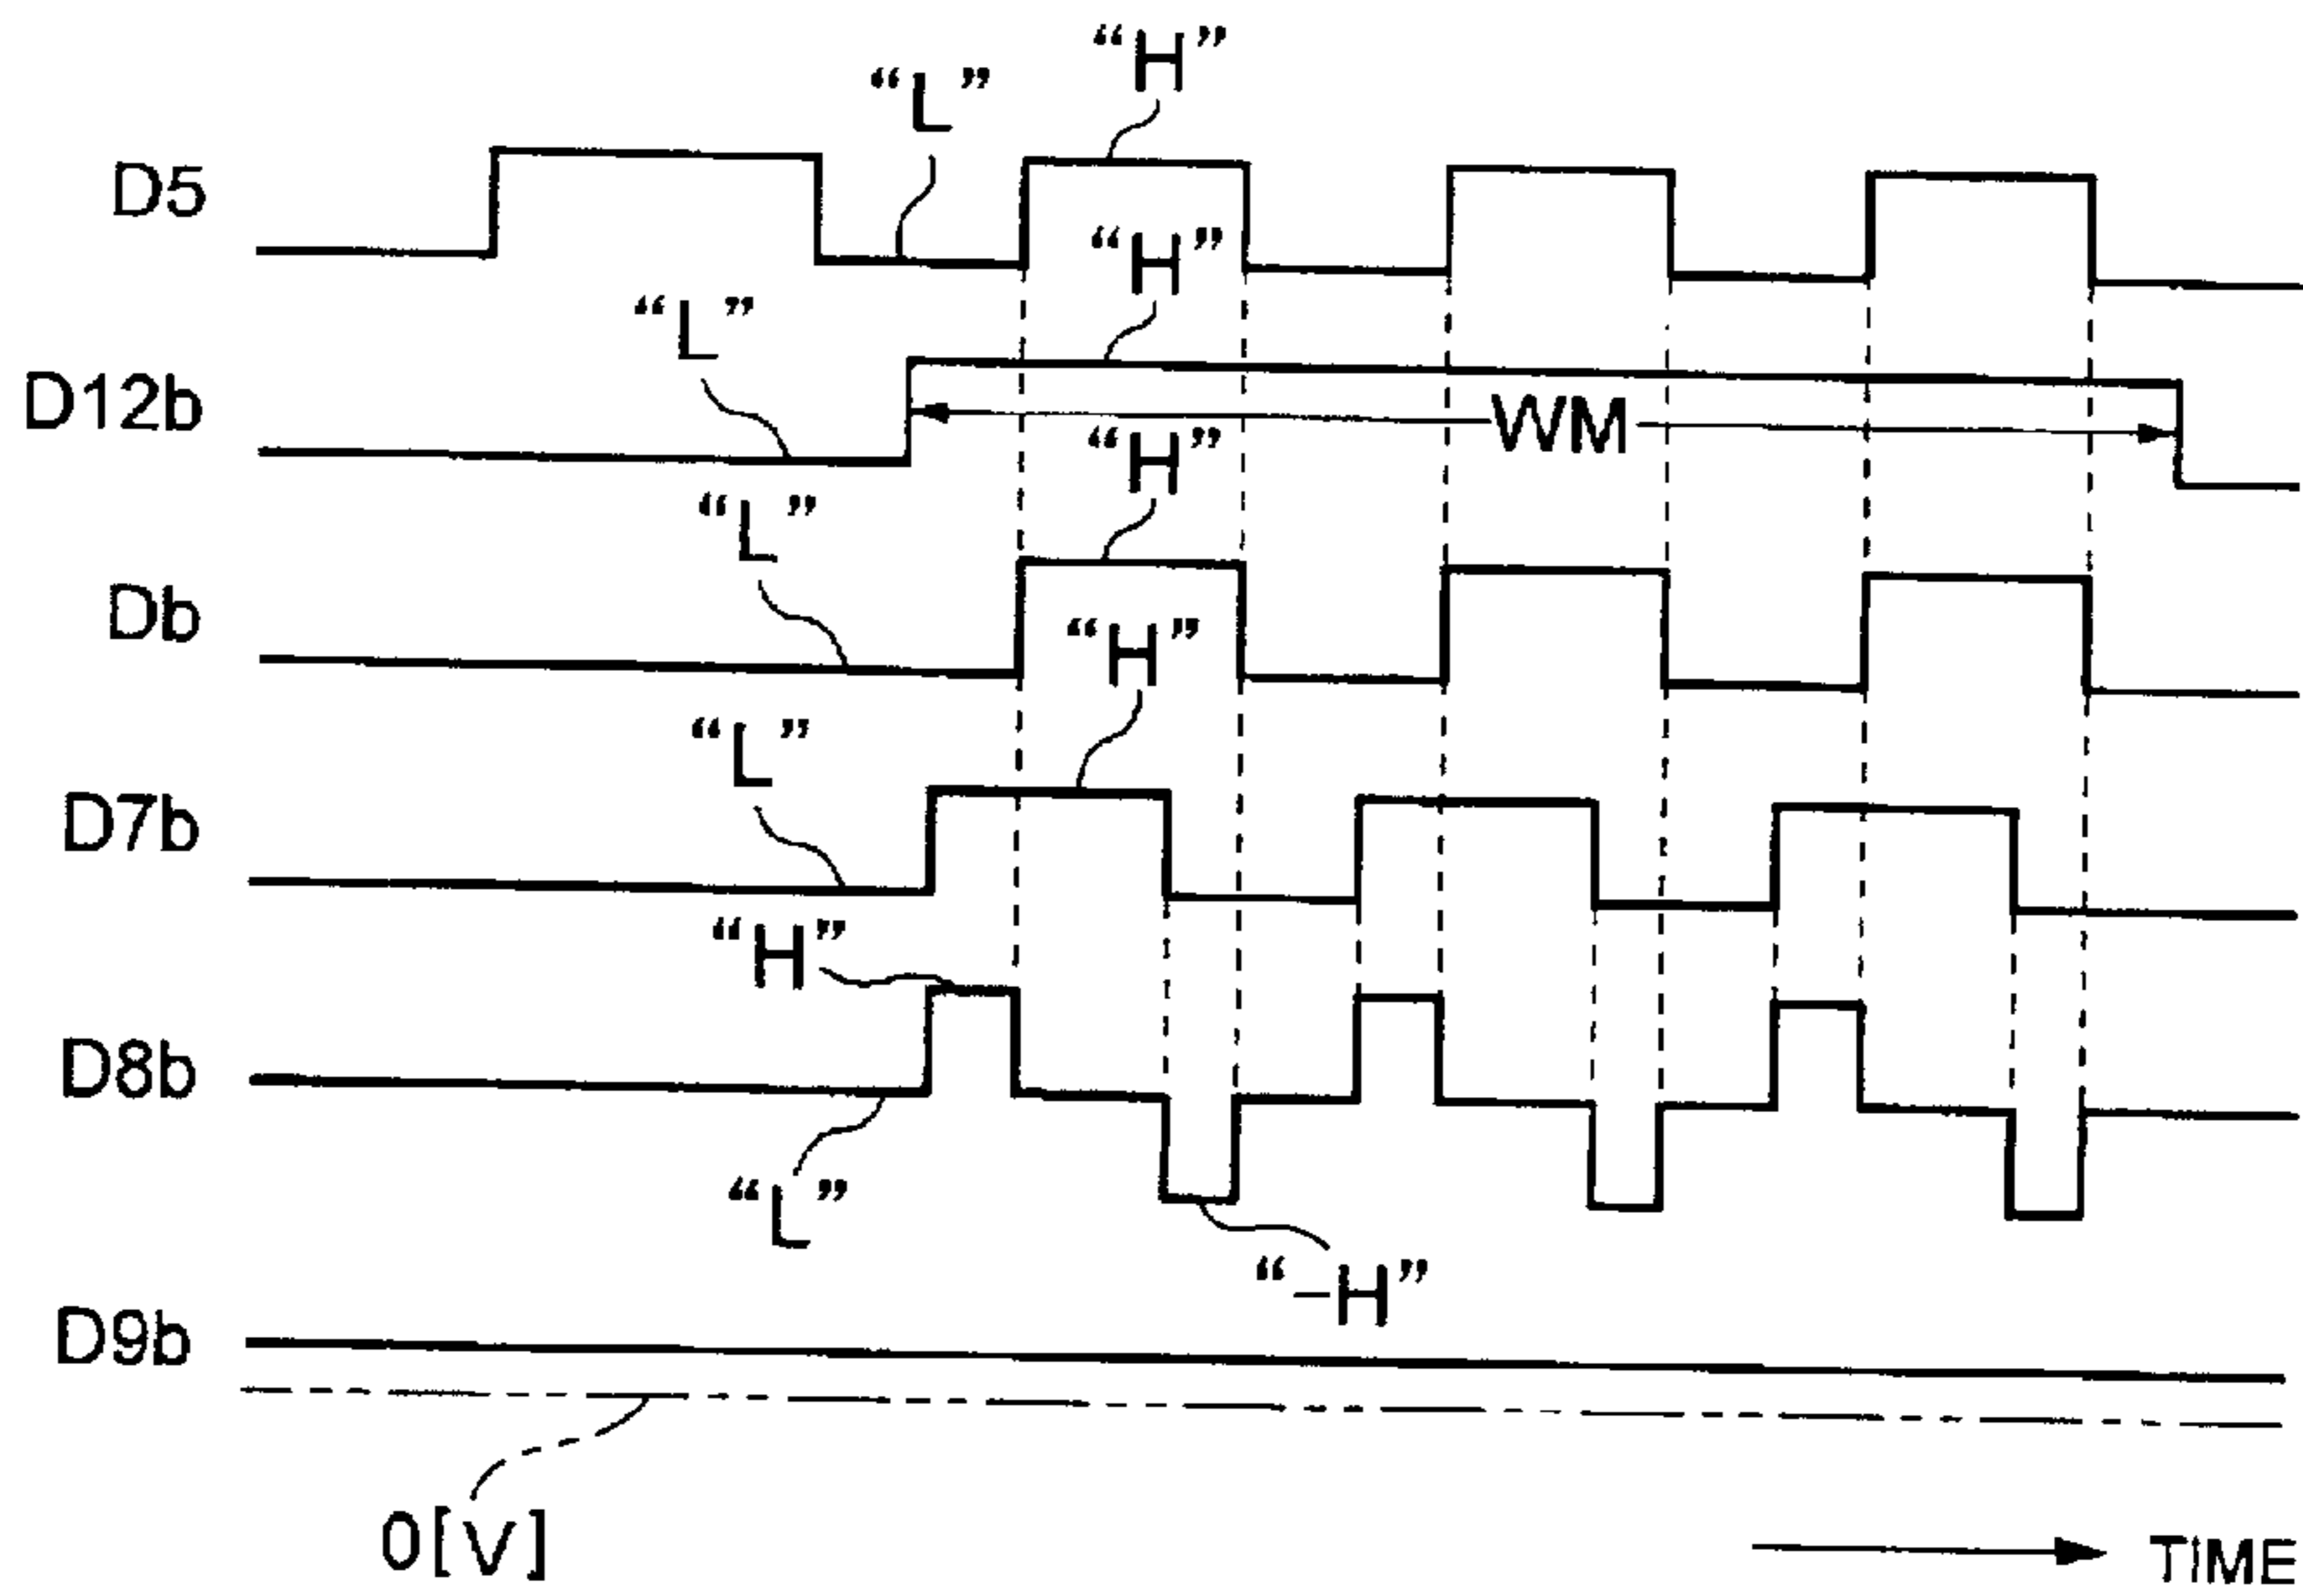 “H”
“L”
D5
“H”
“L”
D12b
WM
“H”
“L”
Db
“H”
“L”
D7b
“H”
D8b
“L”
“–H”
D9b
0[V]
TIME